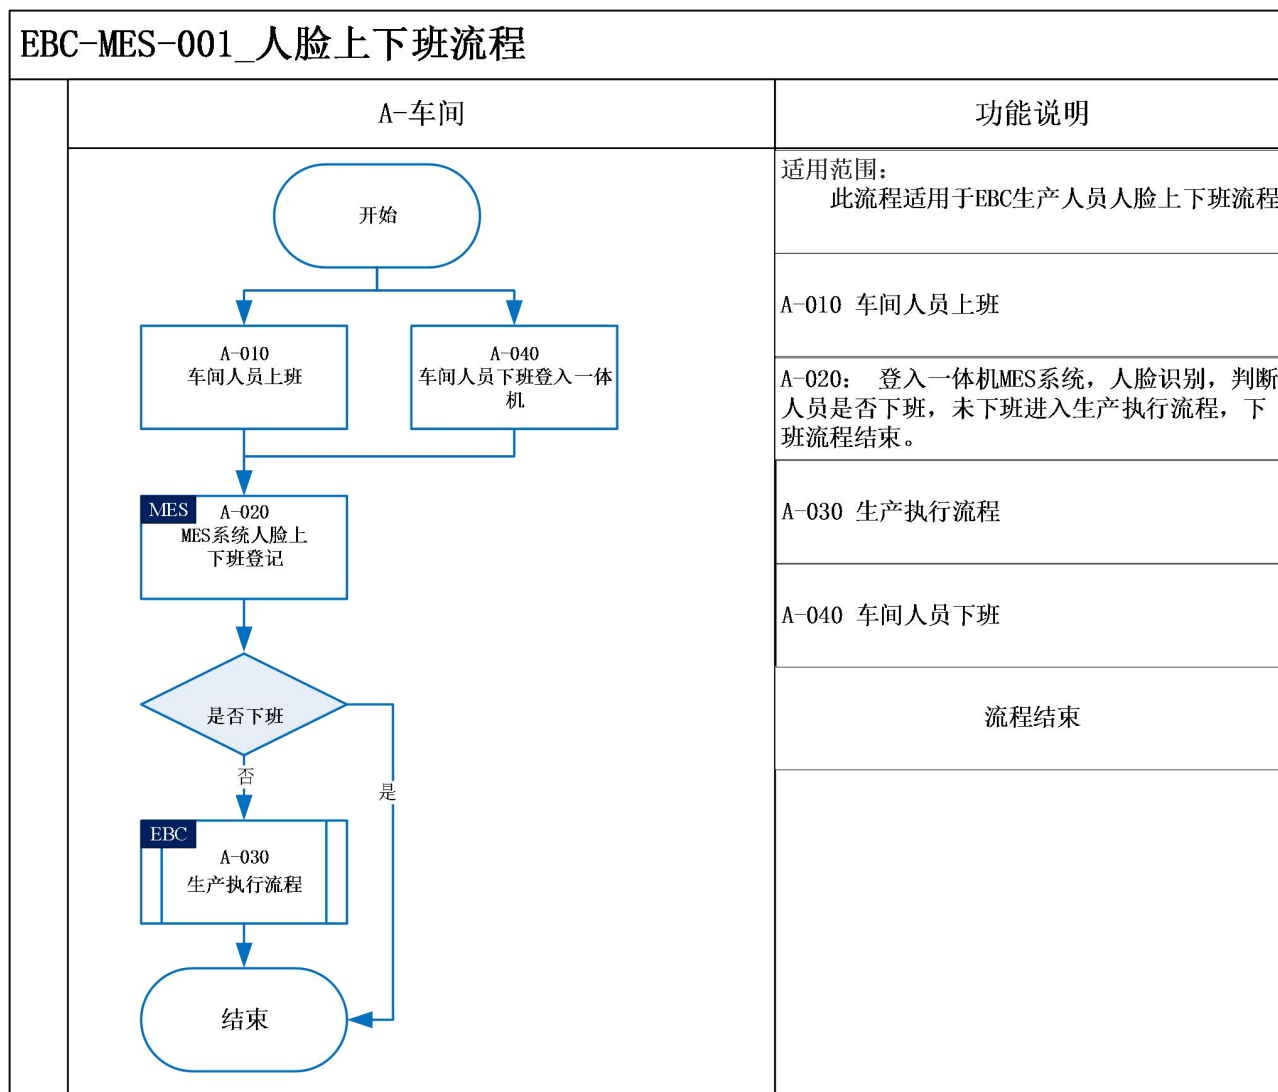 EBC-MES-001_人脸上下班流程
A-车间
功能说明
开始
A-010
车间人员上班
A-040
车间人员下班登入一体
机
MES
A-020
MES系统人脸上
下班登记
是否下班
否
是
EBC
A-030
生产执行流程
结束
适用范围：
此流程适用于EBC生产人员人脸上下班流程
A-010 车间人员上班
A-020： 登入一体机MES系统，人脸识别，判断
人员是否下班，未下班进入生产执行流程，下
班流程结束。
A-030 生产执行流程
A-040 车间人员下班
流程结束